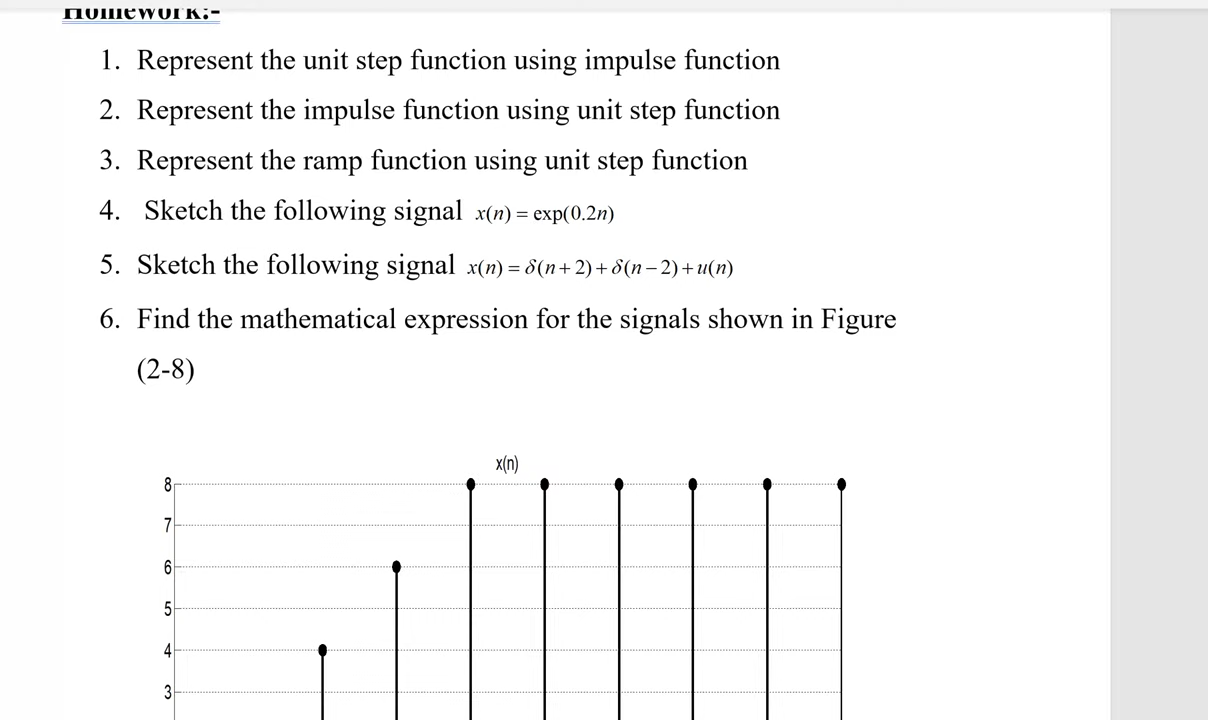 Homework:-
1. Represent the unit step function using impulse function
2. Represent the impulse function using unit step function
3. Represent the ramp function using unit step function
4. Sketch the following signal x(n) = exp(0.2n)
5. Sketch the following signal x(n) = δ(n+2)+δ(n−2)+u(n)
6. Find the mathematical expression for the signals shown in Figure
(2-8)
x(n)
8
7
6
5
4
3